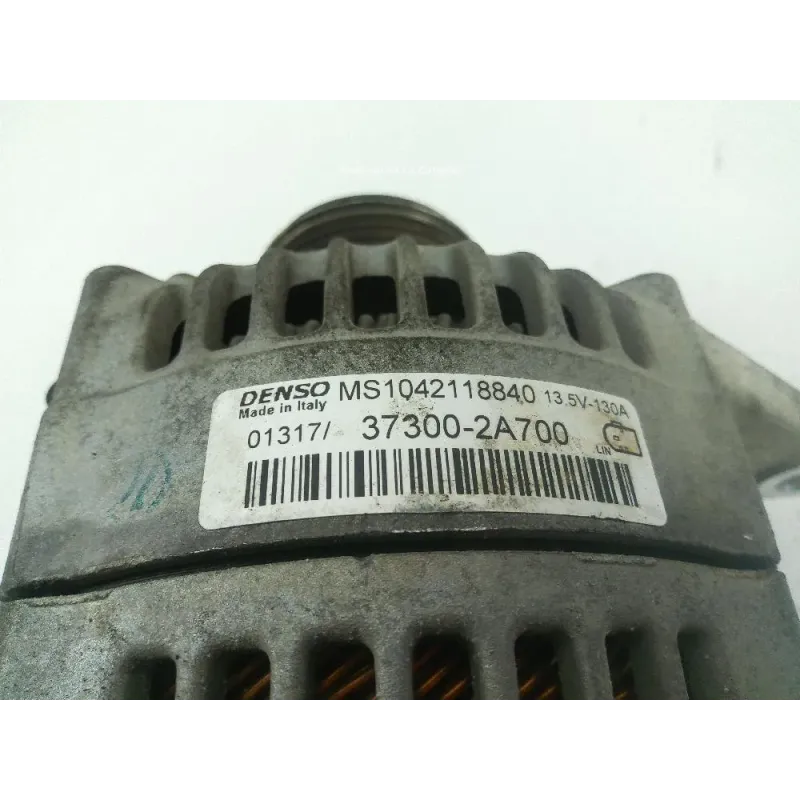 DENSO MS1042118840 13.5V-130A
Made in Italy
01317/ 37300-2A700
LIN